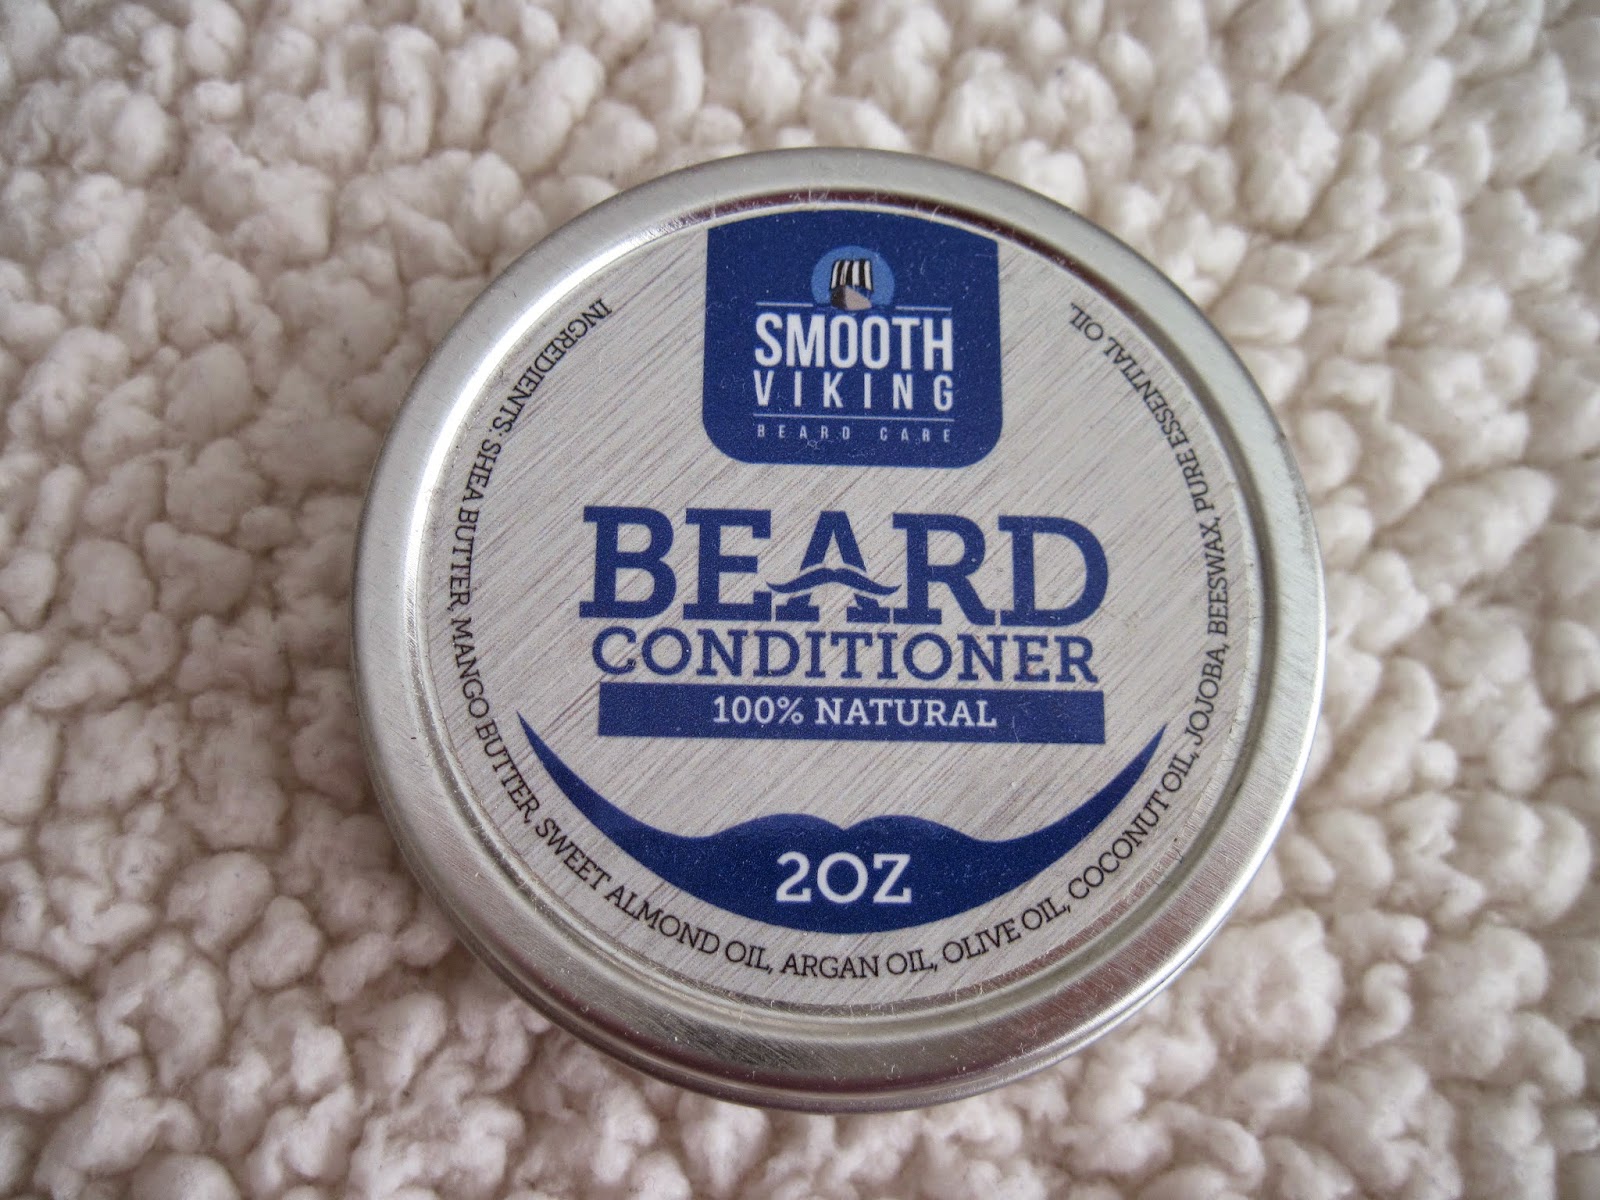 SMOOTH
VIKING
BEARD CARE
BEARD
CONDITIONER
100% NATURAL
2OZ
INGREDIENTS: SHEA BUTTER, MANGO BUTTER, SWEET ALMOND OIL, ARGAN OIL, OLIVE OIL, COCONUT OIL, JOJOBA, BEESWAX, PURE ESSENTIAL OIL